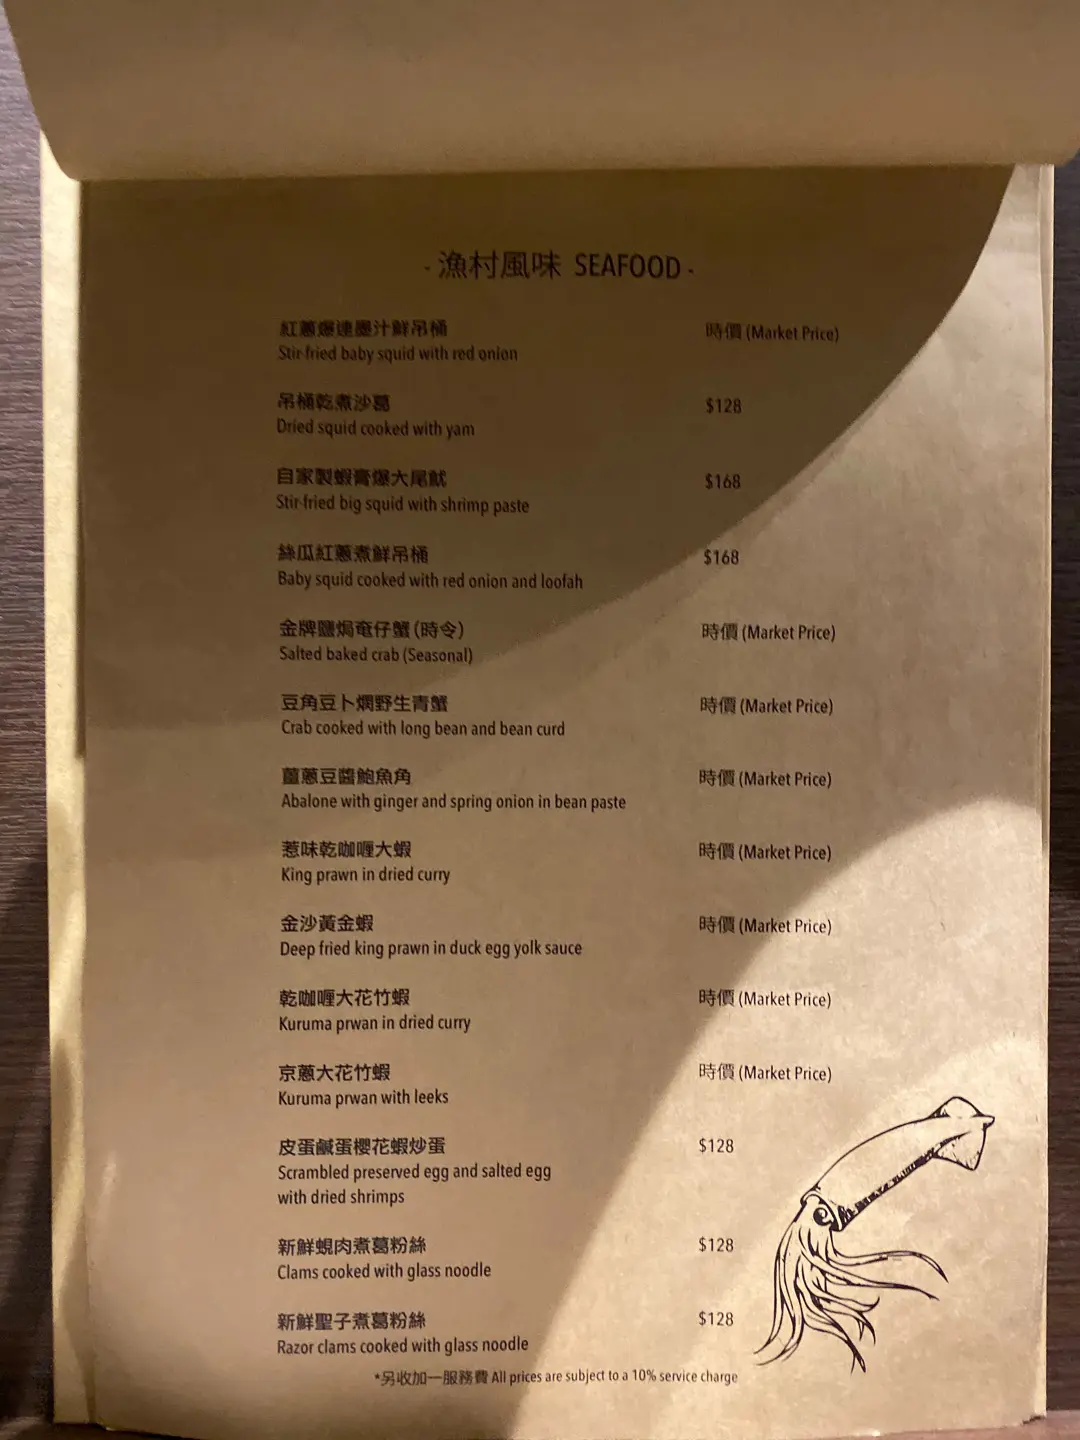 - 漁村風味 SEAFOOD -
紅蔥爆連墨汁鮮吊桶 時價 (Market Price)
Stir-fried baby squid with red onion
吊桶乾煮沙葛 $128
Dried squid cooked with yam
自家製蝦膏爆大尾魷 $168
Stir-fried big squid with shrimp paste
絲瓜紅蔥煮鮮吊桶 $168
Baby squid cooked with red onion and loofah
金牌鹽焗奄仔蟹 (時令) 時價 (Market Price)
Salted baked crab (Seasonal)
豆角豆卜燜野生青蟹 時價 (Market Price)
Crab cooked with long bean and bean curd
薑蔥豆醬鮑魚角 時價 (Market Price)
Abalone with ginger and spring onion in bean paste
惹味乾咖喱大蝦 時價 (Market Price)
King prawn in dried curry
金沙黃金蝦 時價 (Market Price)
Deep fried king prawn in duck egg yolk sauce
乾咖喱大花竹蝦 時價 (Market Price)
Kuruma prwan in dried curry
京蔥大花竹蝦 時價 (Market Price)
Kuruma prwan with leeks
皮蛋鹹蛋櫻花蝦炒蛋 $128
Scrambled preserved egg and salted egg
with dried shrimps
新鮮蜆肉煮葛粉絲 $128
Clams cooked with glass noodle
新鮮聖子煮葛粉絲 $128
Razor clams cooked with glass noodle
*另收加一服務費 All prices are subject to a 10% service charge